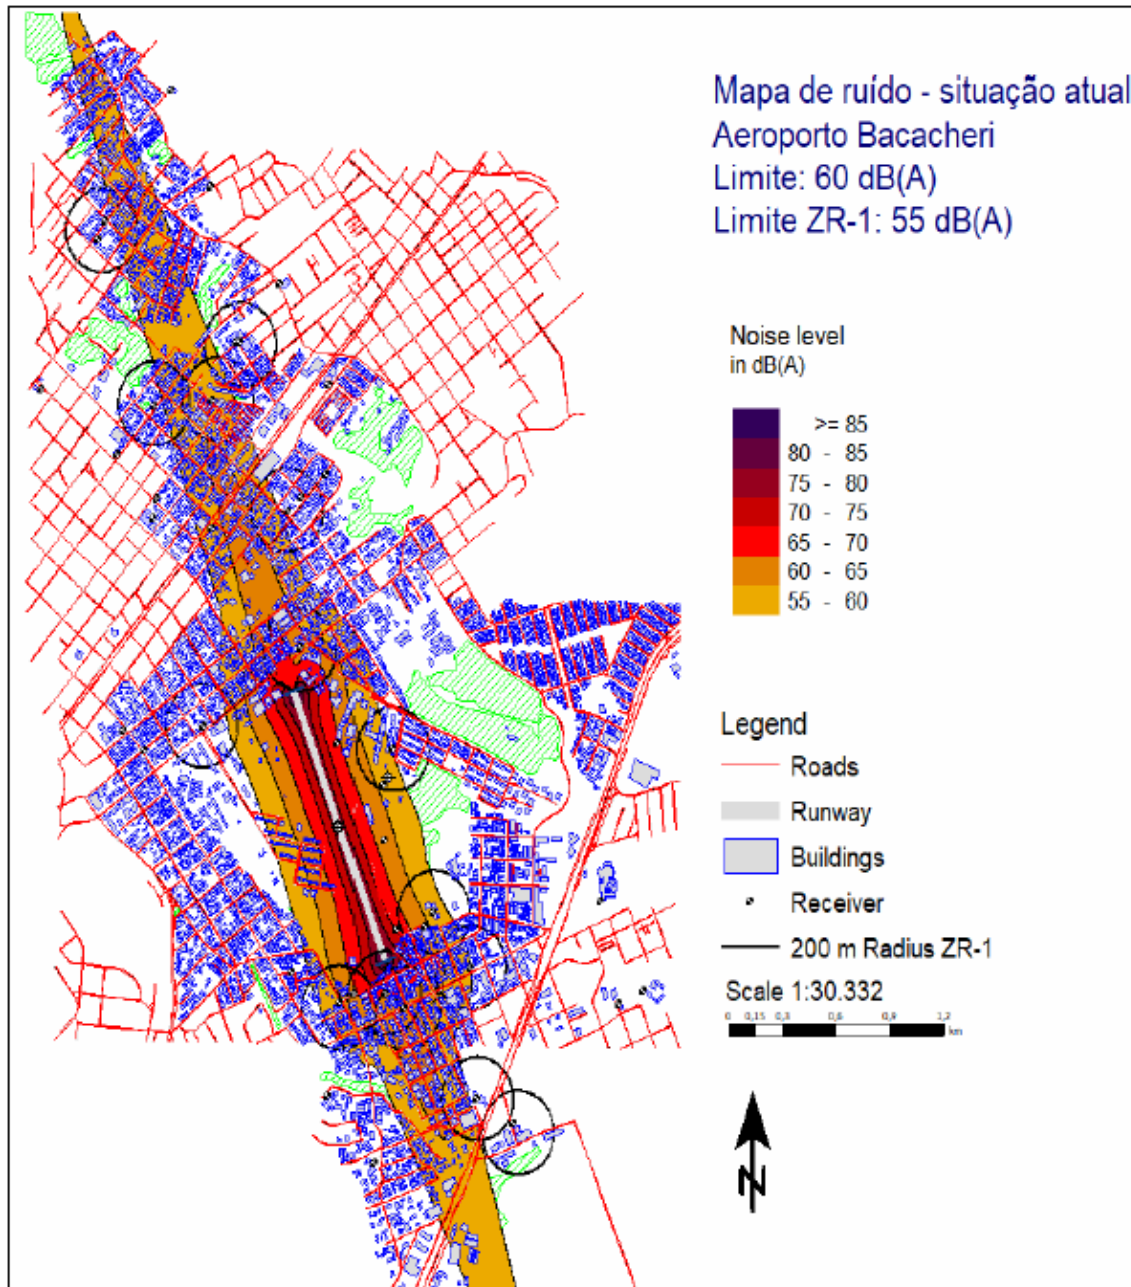 Mapa de ruído - situação atual
Aeroporto Bacacheri
Limite: 60 dB(A)
Limite ZR-1: 55 dB(A)
Noise level
in dB(A)
>= 85
80 - 85
75 - 80
70 - 75
65 - 70
60 - 65
55 - 60
Legend
Roads
Runway
Buildings
Receiver
200 m Radius ZR-1
Scale 1:30.332
0 0,15 0,3 0,6 0,9 1,2
km
N